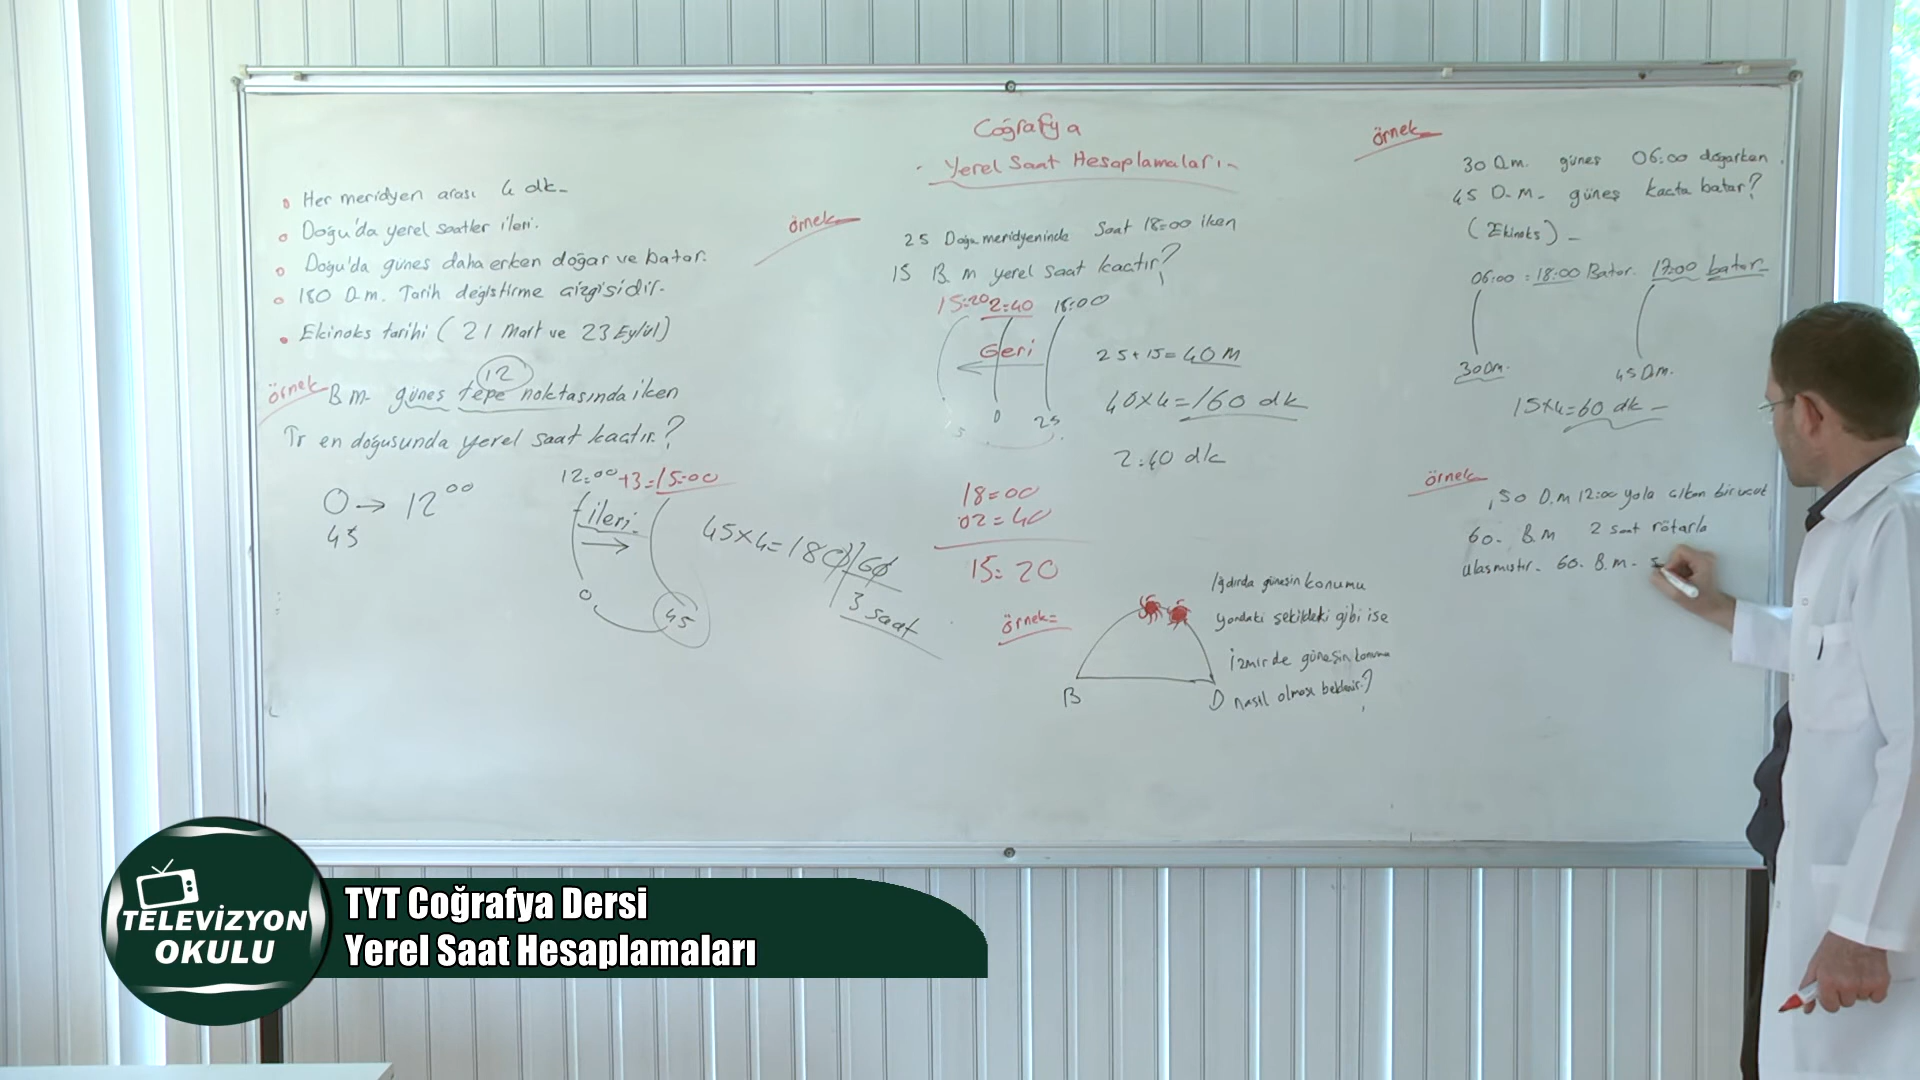 Coğrafya
- Yerel Saat Hesaplamaları -
Her meridyen arası 4 dk-
Doğu'da yerel saatler ileri.
Doğu'da güneş daha erken doğar ve batar.
180 D.m. Tarih değiştirme çizgisidir.
Ekinoks tarihi (21 Mart ve 23 Eylül)
örnek
B m- güneş tepe noktasında iken
12
Tr en doğusunda yerel saat kaçtır?
0 → 12 00
45
12:00+3=15:00
ileri
0
45
45x4=180 60
3 saat
örnek
25 Doğu meridyeninde Saat 18:00 iken
15 B m yerel saat kaçtır?
15:20 2:40 18:00
Geri
0 25
25+15=40 M
40x4=160 dk
2:40 dk
18=00
02=40
15:20
örnek=
B
D
Iğdırda güneşin konumu
yandaki şekildeki gibi ise
İzmirde güneşin konumu
nasıl olması beklenir?
örnek
30 D.m. güneş 06:00 doğarken
45 D.M- güneş kaçta batar?
(Ekinoks) -
06:00 = 18:00 Batar. 17:00 batar-
30 D.m. 45 D.m.
15x4=60 dk -
örnek
50 D.m 12:00 yola çıkan bir uçak
60- B.m 2 saat rötarla
ulaşmıştır- 60- B.m-
TELEVİZYON
OKULU
TYT Coğrafya Dersi
Yerel Saat Hesaplamaları